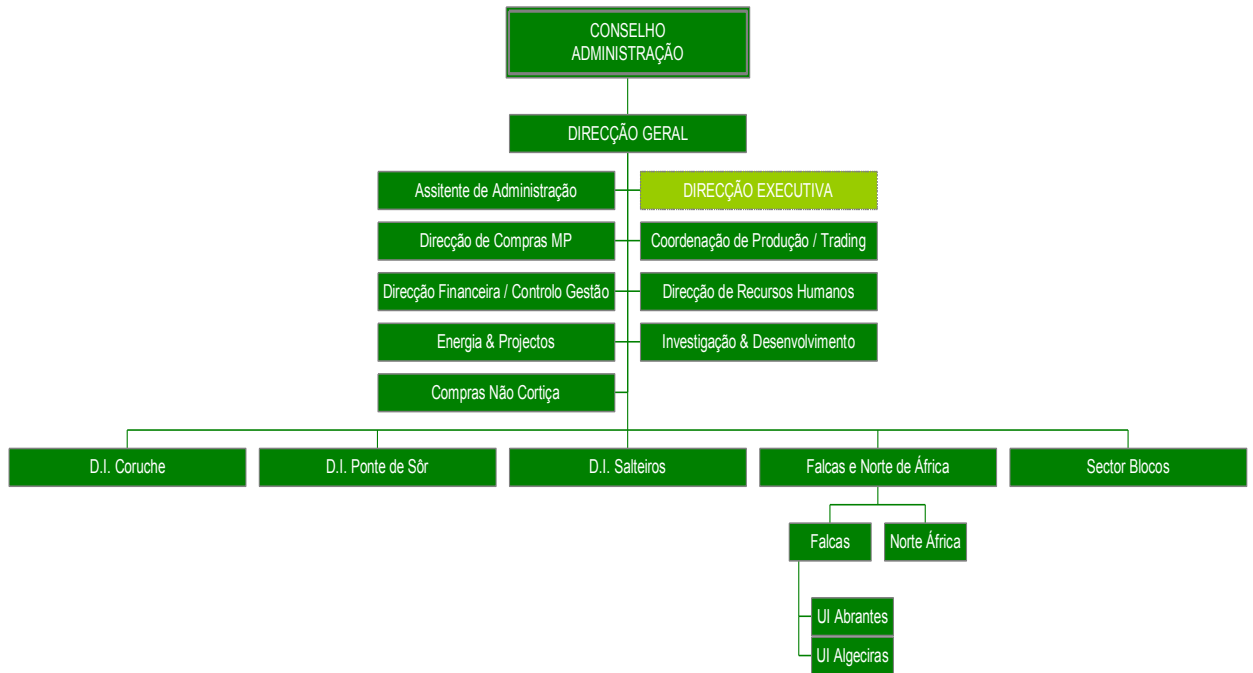 CONSELHO
ADMINISTRAÇÃO
DIRECÇÃO GERAL
Assitente de Administração
DIRECÇÃO EXECUTIVA
Direcção de Compras MP
Coordenação de Produção / Trading
Direcção Financeira / Controlo Gestão
Direcção de Recursos Humanos
Energia & Projectos
Investigação & Desenvolvimento
Compras Não Cortiça
D.I. Coruche
D.I. Ponte de Sôr
D.I. Salteiros
Falcas e Norte de África
Sector Blocos
Falcas
Norte África
UI Abrantes
UI Algeciras